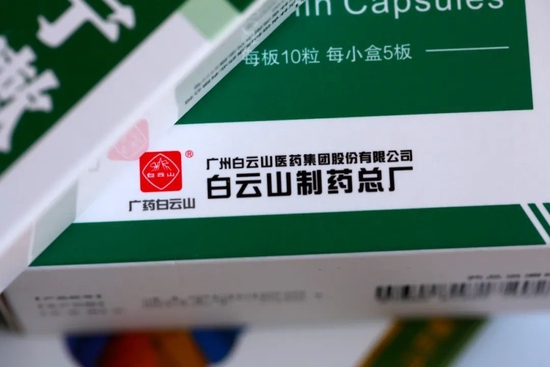 Capsules
每板10粒 每小盒5板
®
白云山
广药白云山
广州白云山医药集团股份有限公司
白云山制药总厂